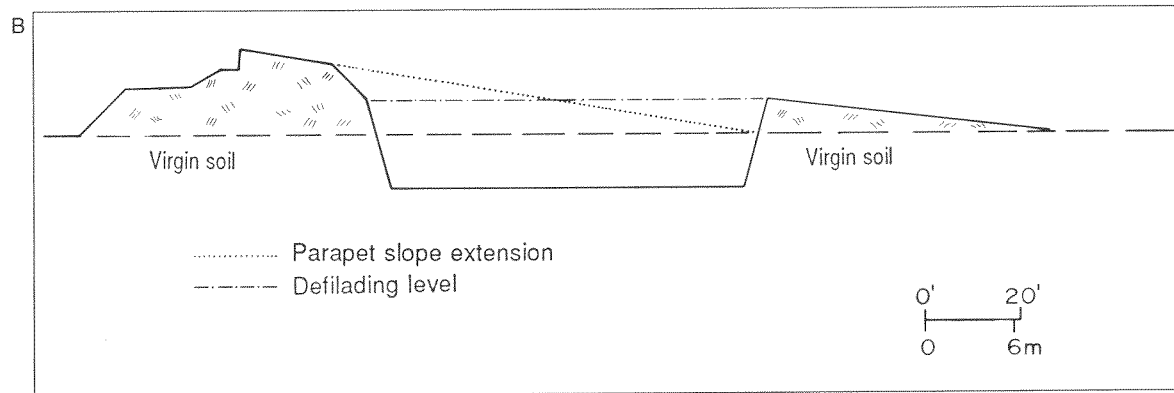 B
Virgin soil
Virgin soil
Parapet slope extension
Defilading level
0' 20'
0 6m